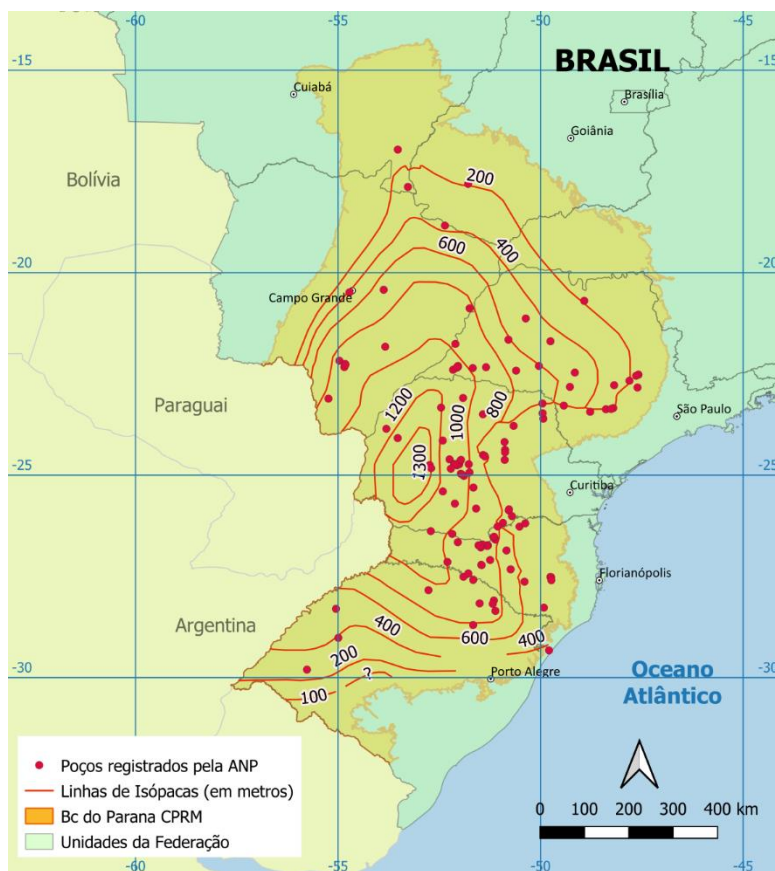 -60
-55
-50
-45
BRASIL
-15
-15
Cuiabá
Brasília
Goiânia
Bolívia
200
400
600
-20
-20
Campo Grande
Paraguai
1200
1000
800
São Paulo
-25
1300
-25
Curitiba
Florianópolis
Argentina
400
600
400
200
-30
?
Porto Alegre
-30
100
Oceano
Atlântico
Poços registrados pela ANP
Linhas de Isópacas (em metros)
Bc do Parana CPRM
Unidades da Federação
0 100 200 300 400 km
-60
-55
-50
-45